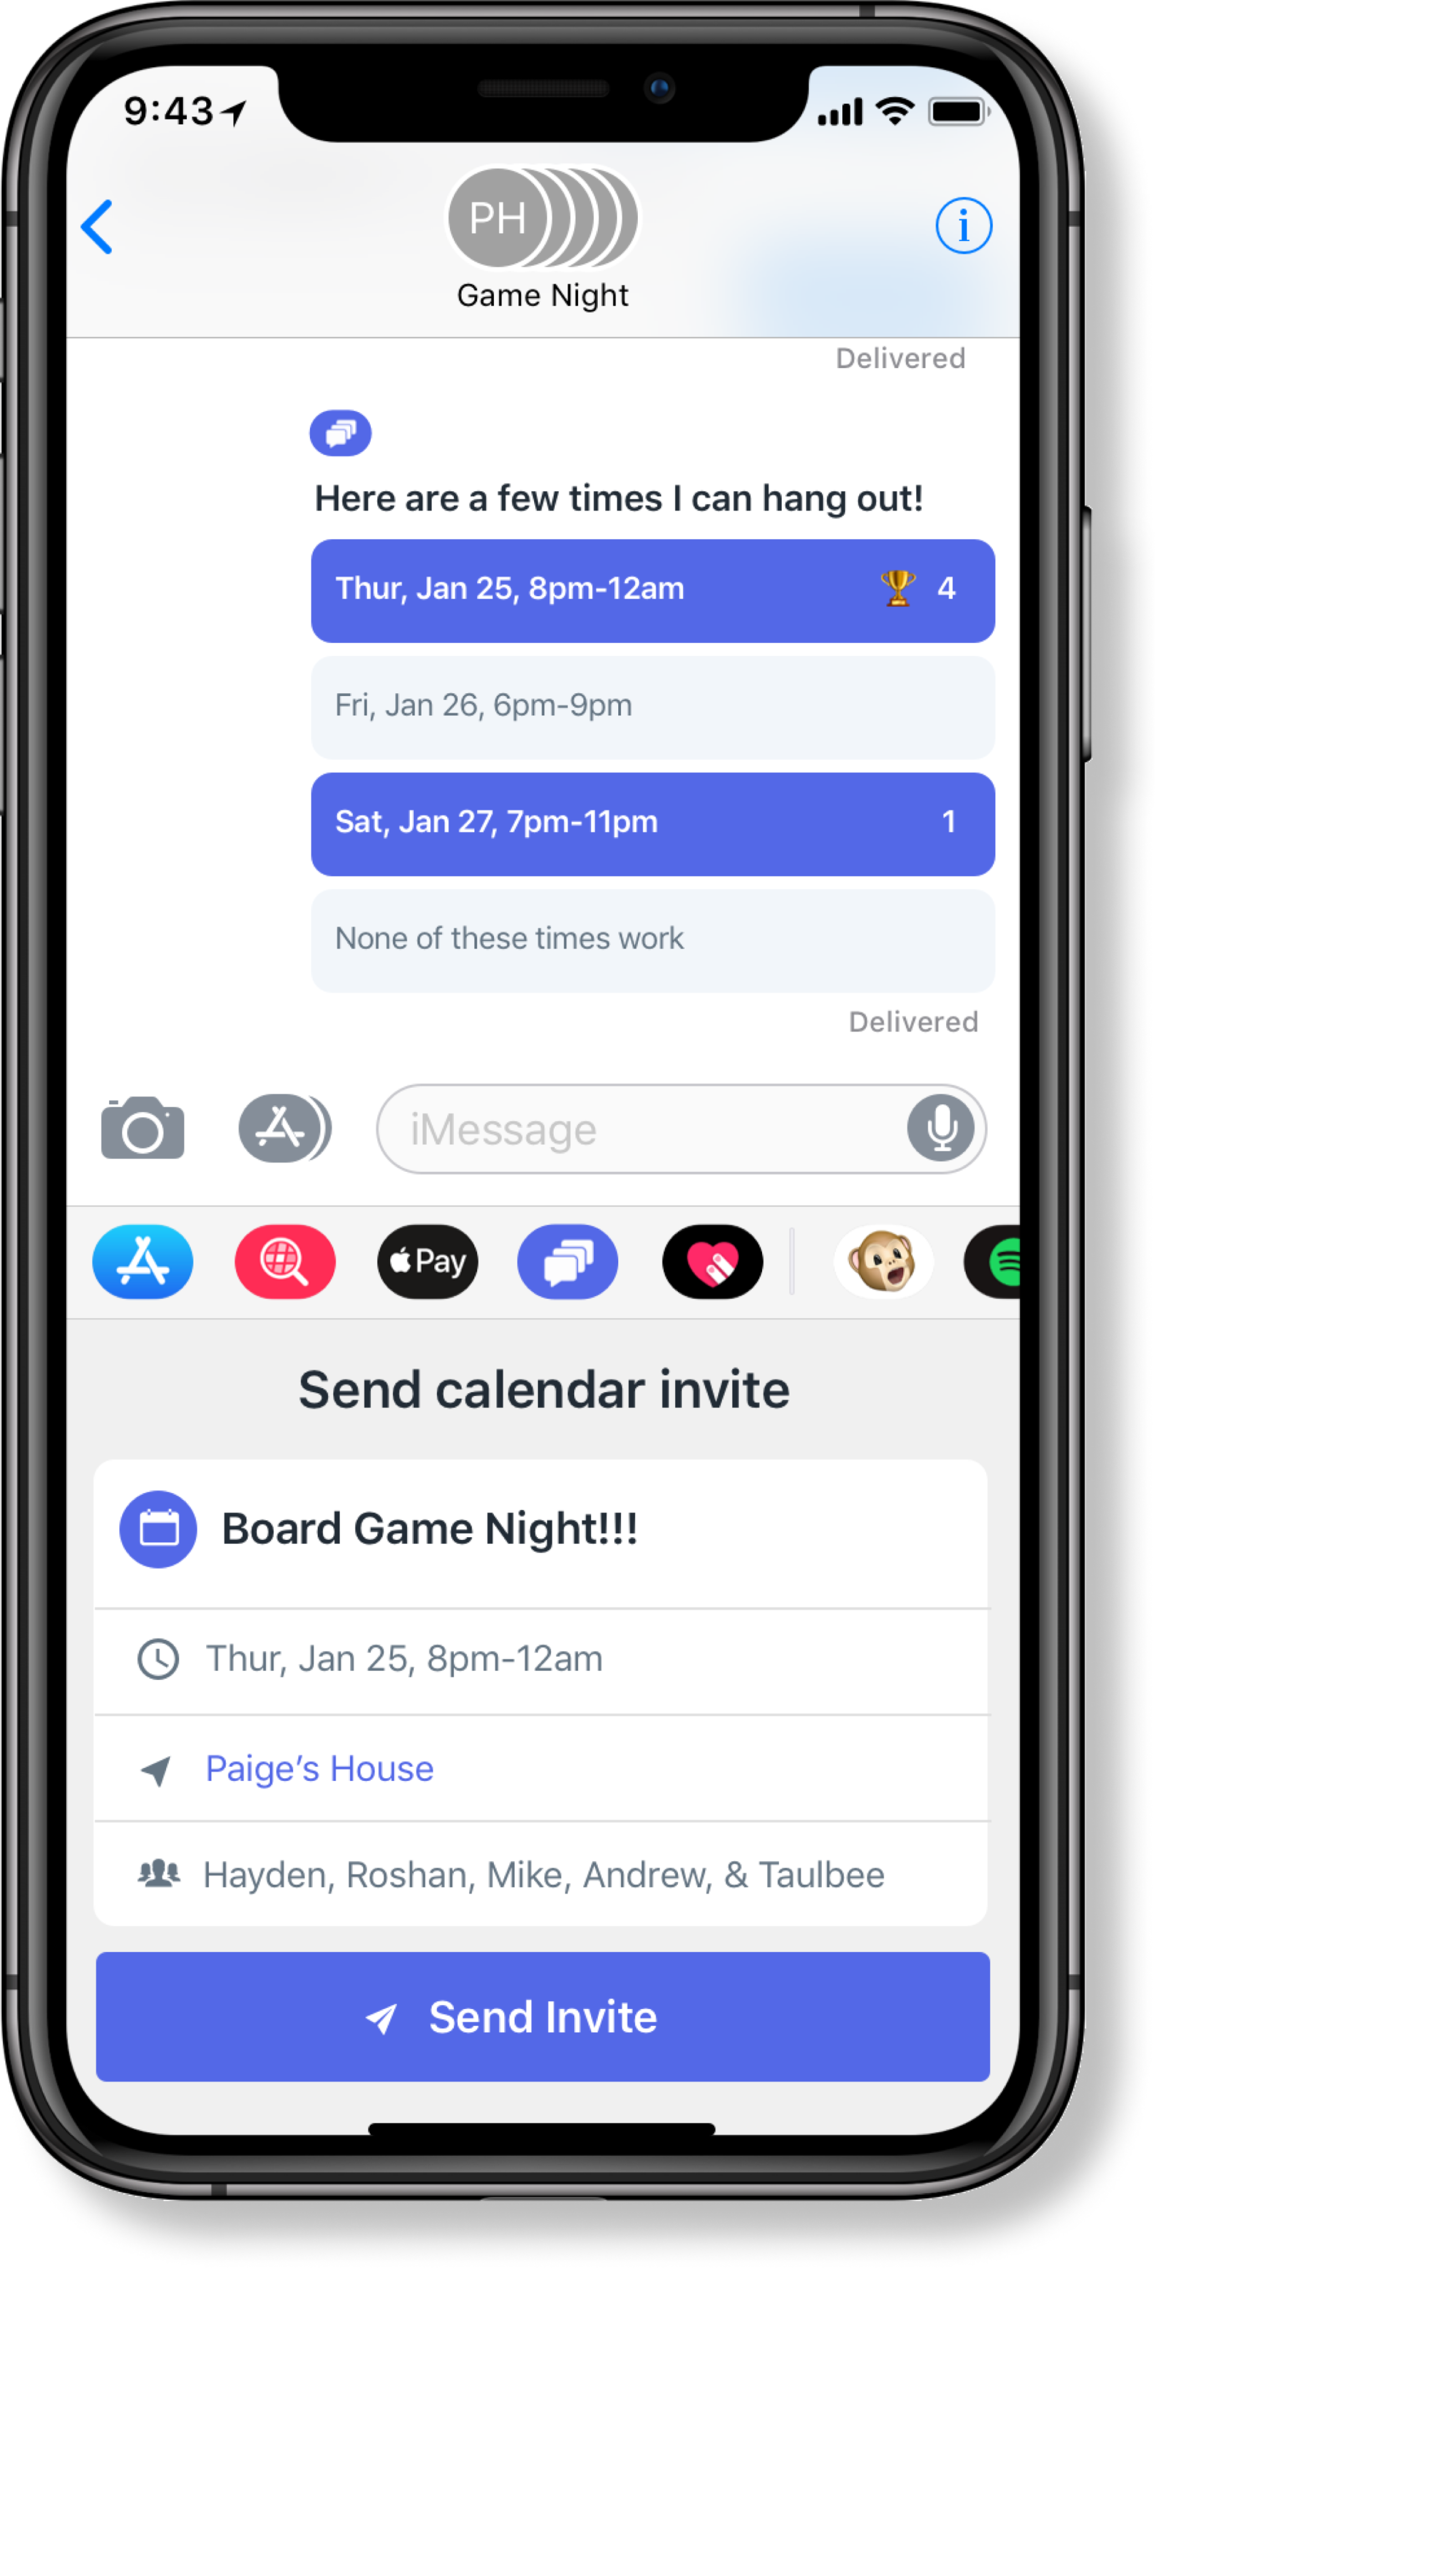 9:43
PH
Game Night
Delivered
Here are a few times I can hang out!
Thur, Jan 25, 8pm-12am 🏆 4
Fri, Jan 26, 6pm-9pm
Sat, Jan 27, 7pm-11pm 1
None of these times work
Delivered
iMessage
Pay
Send calendar invite
Board Game Night!!!
Thur, Jan 25, 8pm-12am
Paige’s House
Hayden, Roshan, Mike, Andrew, & Taulbee
Send Invite